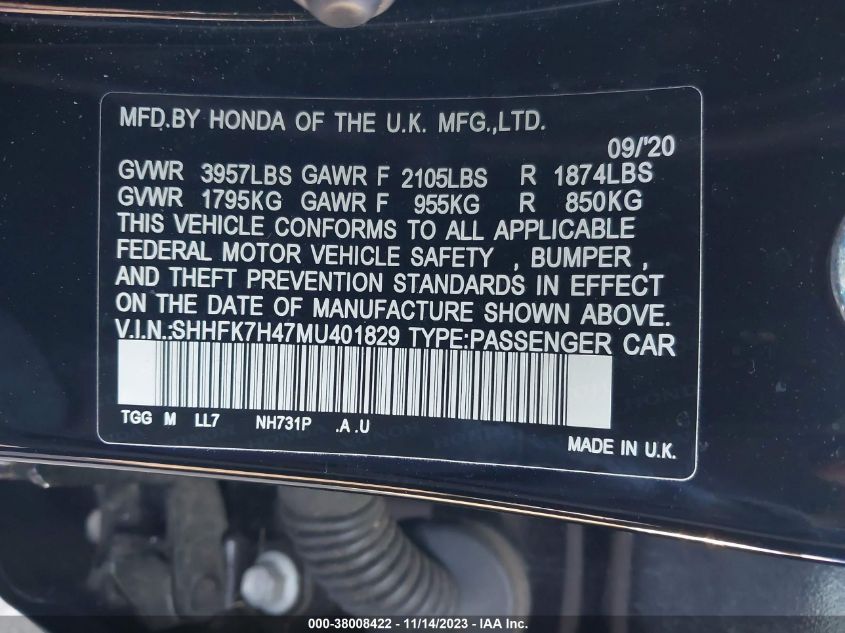 MFD.BY HONDA OF THE U.K. MFG.,LTD.
09/'20
GVWR 3957LBS GAWR F 2105LBS R 1874LBS
GVWR 1795KG GAWR F 955KG R 850KG
THIS VEHICLE CONFORMS TO ALL APPLICABLE
FEDERAL MOTOR VEHICLE SAFETY , BUMPER ,
AND THEFT PREVENTION STANDARDS IN EFFECT
ON THE DATE OF MANUFACTURE SHOWN ABOVE.
V.I.N.:SHHFK7H47MU401829 TYPE:PASSENGER CAR
TGG M LL7 NH731P .A .U
MADE IN U.K.
000-38008422 - 11/14/2023 - IAA Inc.